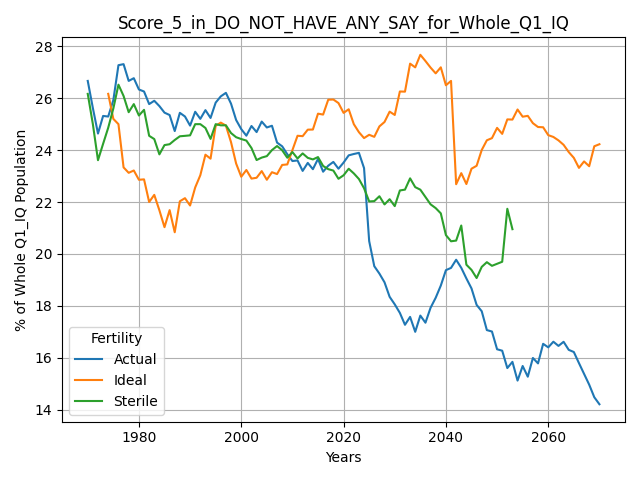 Score_5_in_DO_NOT_HAVE_ANY_SAY_for_Whole_Q1_IQ
28
26
24
22
20
18
16
14
% of Whole Q1_IQ Population
Fertility
Actual
Ideal
Sterile
1980
2000
2020
2040
2060
Years